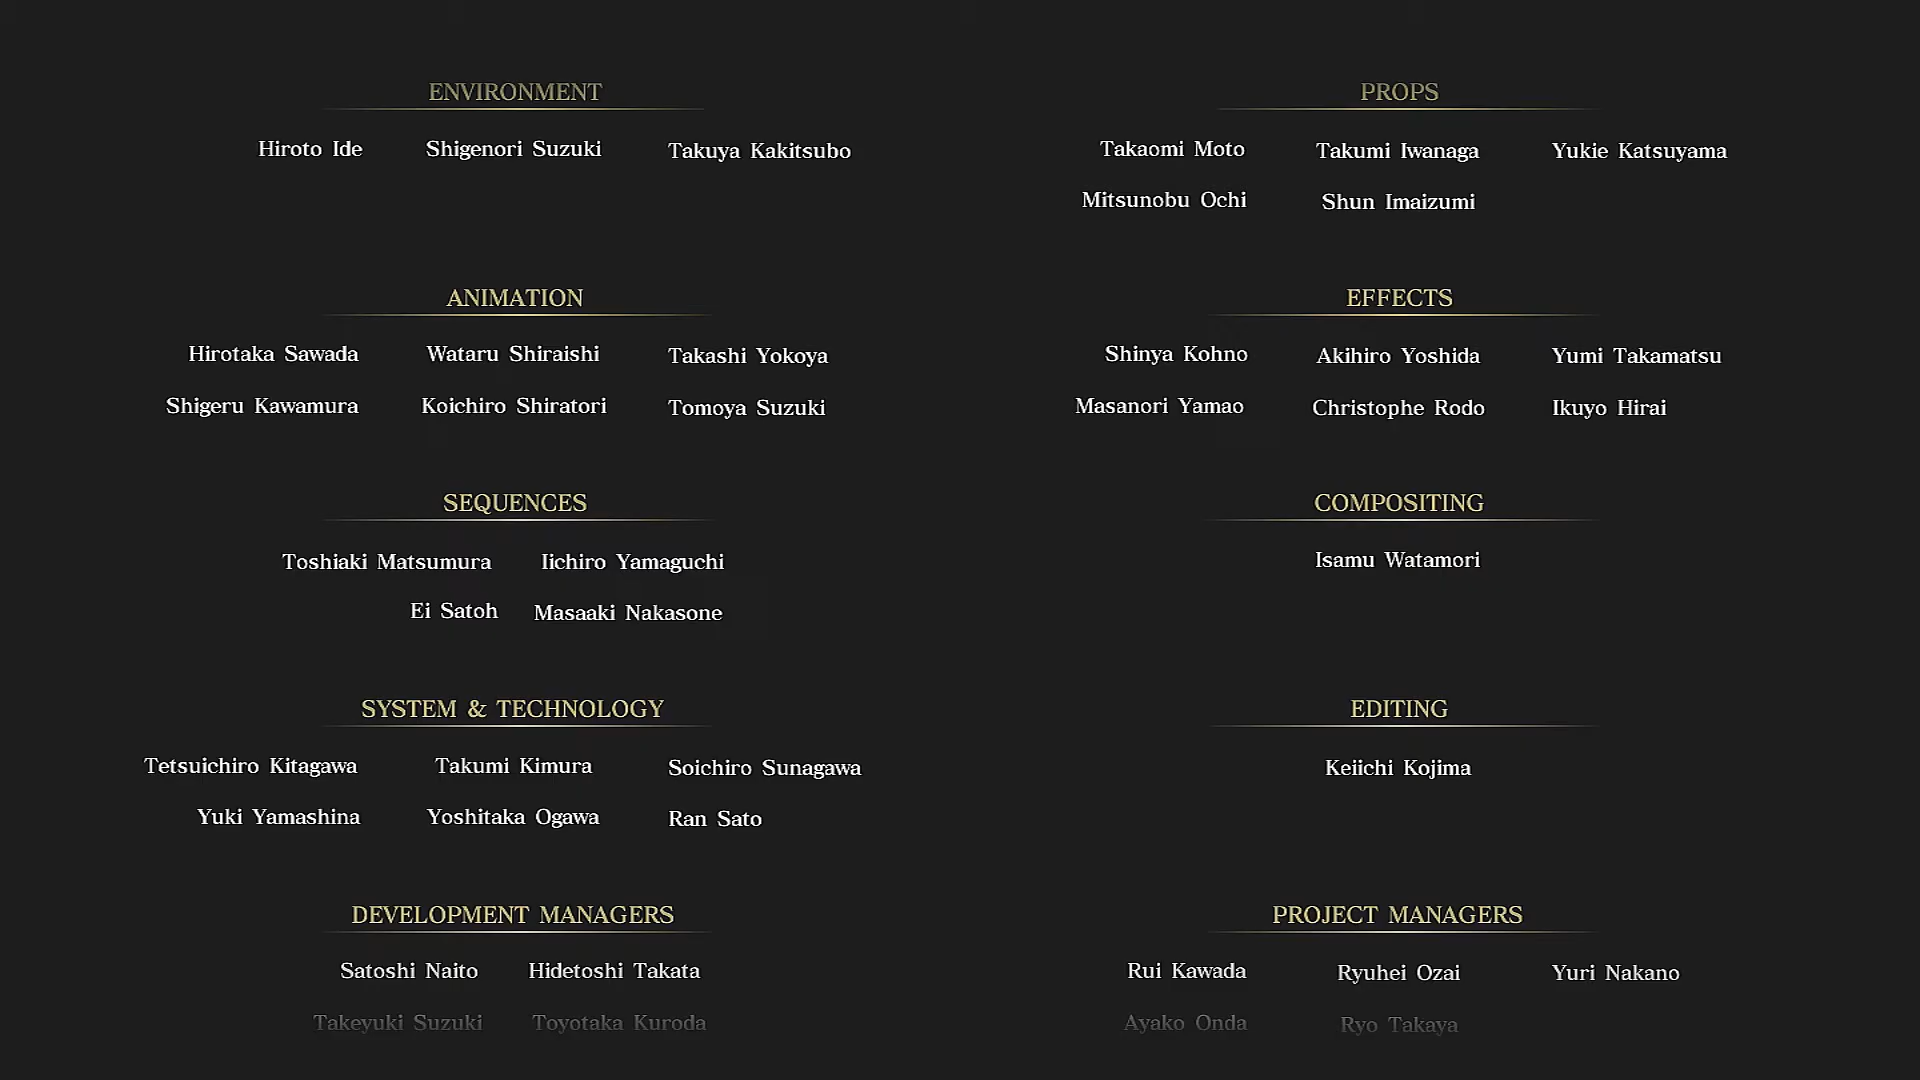 ENVIRONMENT
Hiroto Ide Shigenori Suzuki Takuya Kakitsubo
PROPS
Takaomi Moto Takumi Iwanaga Yukie Katsuyama
Mitsunobu Ochi Shun Imaizumi
ANIMATION
Hirotaka Sawada Wataru Shiraishi Takashi Yokoya
Shigeru Kawamura Koichiro Shiratori Tomoya Suzuki
EFFECTS
Shinya Kohno Akihiro Yoshida Yumi Takamatsu
Masanori Yamao Christophe Rodo Ikuyo Hirai
SEQUENCES
Toshiaki Matsumura Iichiro Yamaguchi
Ei Satoh Masaaki Nakasone
COMPOSITING
Isamu Watamori
SYSTEM & TECHNOLOGY
Tetsuichiro Kitagawa Takumi Kimura Soichiro Sunagawa
Yuki Yamashina Yoshitaka Ogawa Ran Sato
EDITING
Keiichi Kojima
DEVELOPMENT MANAGERS
Satoshi Naito Hidetoshi Takata
Takeyuki Suzuki Toyotaka Kuroda
PROJECT MANAGERS
Rui Kawada Ryuhei Ozai Yuri Nakano
Ayako Onda Ryo Takaya